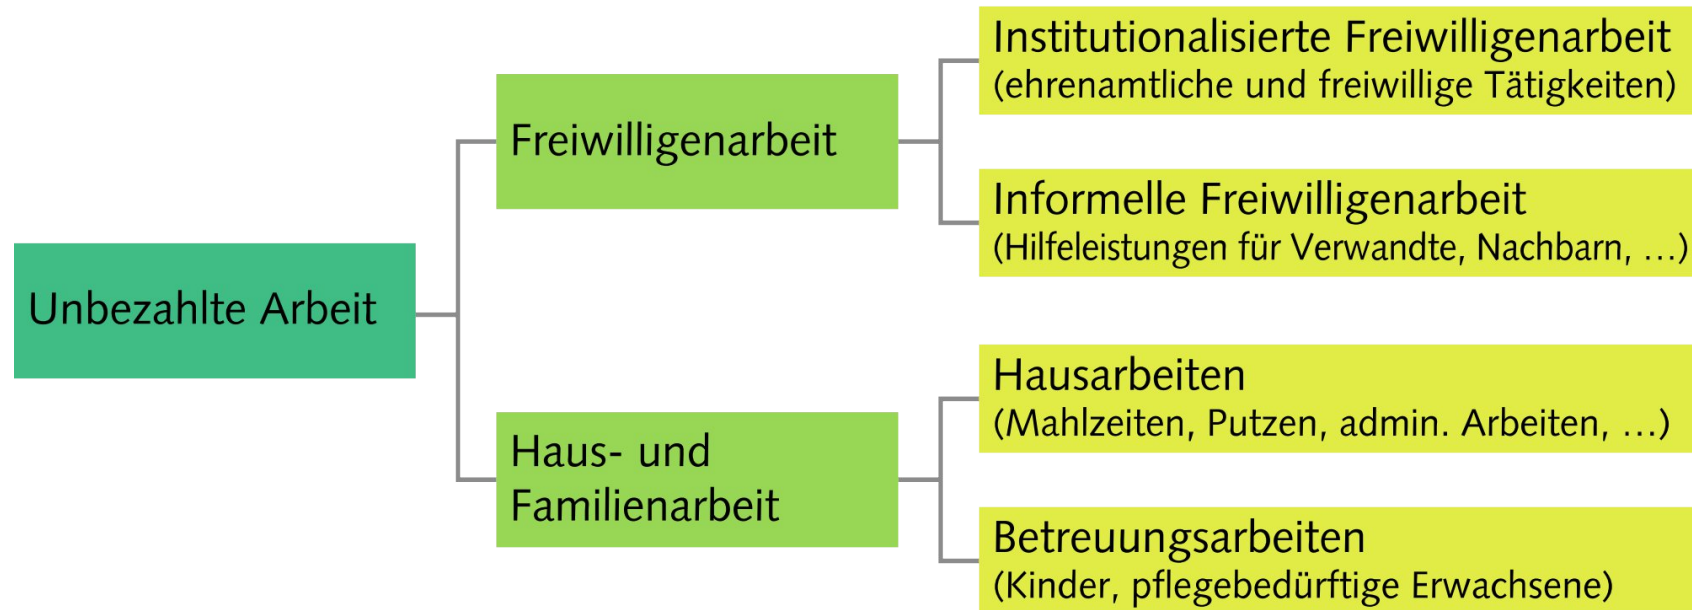 Unbezahlte Arbeit
Freiwilligenarbeit
Institutionalisierte Freiwilligenarbeit
(ehrenamtliche und freiwillige Tätigkeiten)
Informelle Freiwilligenarbeit
(Hilfeleistungen für Verwandte, Nachbarn, …)
Haus- und
Familienarbeit
Hausarbeiten
(Mahlzeiten, Putzen, admin. Arbeiten, …)
Betreuungsarbeiten
(Kinder, pflegebedürftige Erwachsene)